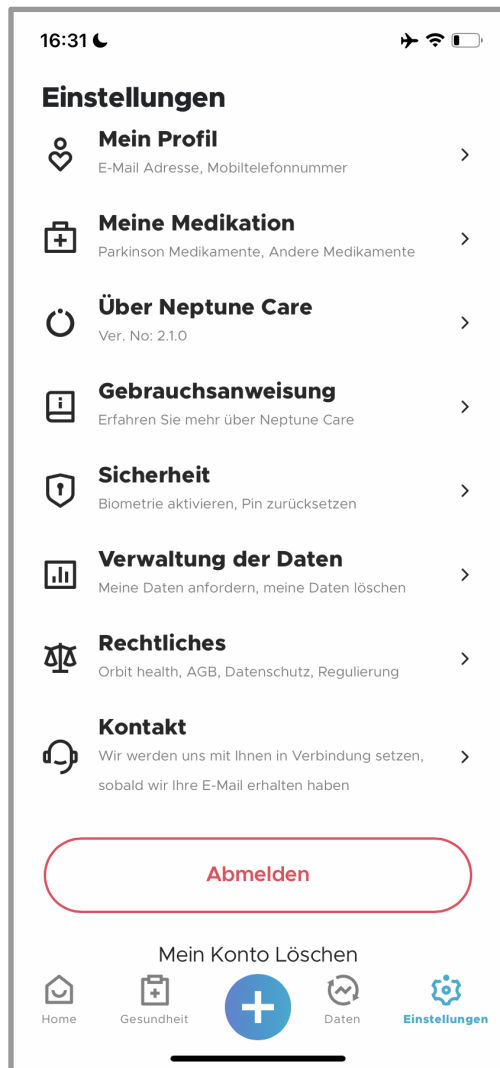 16:31
Einstellungen
Mein Profil
E-Mail Adresse, Mobiltelefonnummer
Meine Medikation
Parkinson Medikamente, Andere Medikamente
Über Neptune Care
Ver. No: 2.1.0
Gebrauchsanweisung
Erfahren Sie mehr über Neptune Care
Sicherheit
Biometrie aktivieren, Pin zurücksetzen
Verwaltung der Daten
Meine Daten anfordern, meine Daten löschen
Rechtliches
Orbit health, AGB, Datenschutz, Regulierung
Kontakt
Wir werden uns mit Ihnen in Verbindung setzen,
sobald wir Ihre E-Mail erhalten haben
Abmelden
Mein Konto Löschen
Home Gesundheit Daten Einstellungen